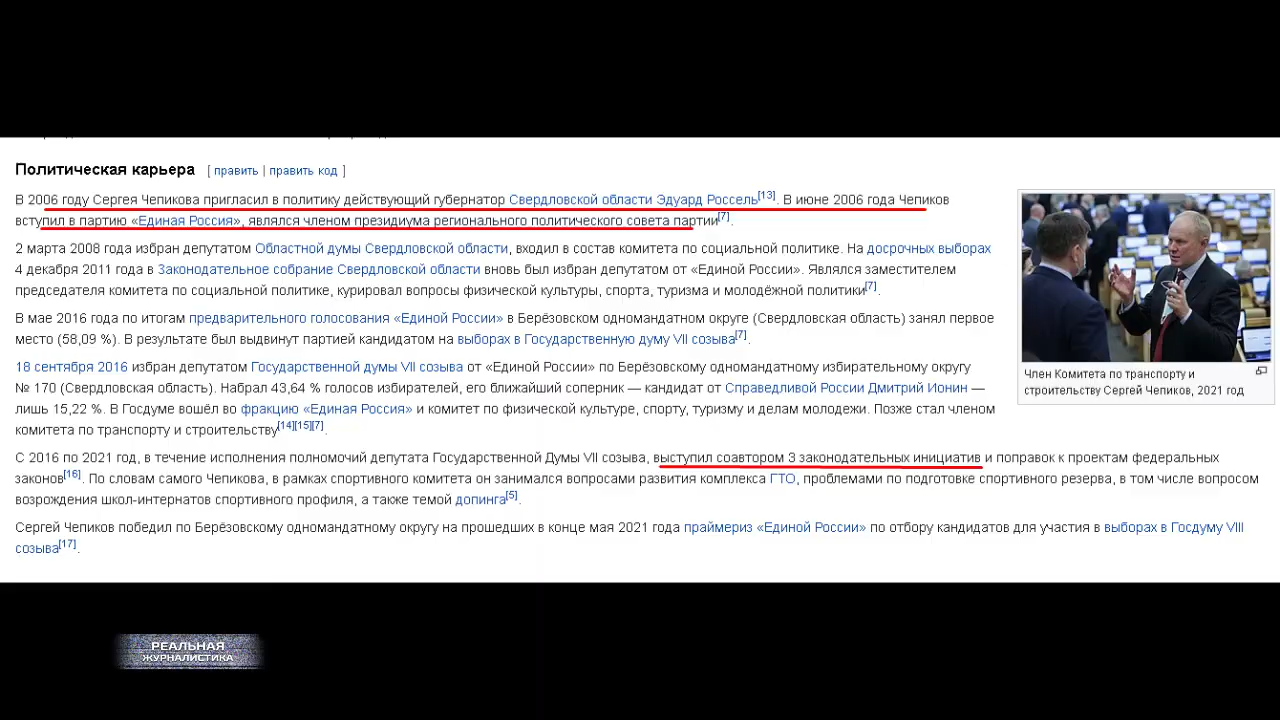 Политическая карьера [ править | править код ]
В 2006 году Сергея Чепикова пригласил в политику действующий губернатор Свердловской области Эдуард Россель[13]. В июне 2006 года Чепиков
вступил в партию «Единая Россия», являлся членом президиума регионального политического совета партии[7].
2 марта 2008 года избран депутатом Областной думы Свердловской области, входил в состав комитета по социальной политике. На досрочных выборах
4 декабря 2011 года в Законодательное собрание Свердловской области вновь был избран депутатом от «Единой России». Являлся заместителем
председателя комитета по социальной политике, курировал вопросы физической культуры, спорта, туризма и молодёжной политики[7].
В мае 2016 года по итогам предварительного голосования «Единой России» в Берёзовском одномандатном округе (Свердловская область) занял первое
место (58,09 %). В результате был выдвинут партией кандидатом на выборах в Государственную думу VII созыва[7].
18 сентября 2016 избран депутатом Государственной думы VII созыва от «Единой России» по Берёзовскому одномандатному избирательному округу
№ 170 (Свердловская область). Набрал 43,64 % голосов избирателей, его ближайший соперник — кандидат от Справедливой России Дмитрий Ионин —
лишь 15,22 %. В Госдуме вошёл во фракцию «Единая Россия» и комитет по физической культуре, спорту, туризму и делам молодежи. Позже стал членом
комитета по транспорту и строительству[14][15][7].
С 2016 по 2021 год, в течение исполнения полномочий депутата Государственной Думы VII созыва, выступил соавтором 3 законодательных инициатив и поправок к проектам федеральных
законов[16]. По словам самого Чепикова, в рамках спортивного комитета он занимался вопросами развития комплекса ГТО, проблемами по подготовке спортивного резерва, в том числе вопросом
возрождения школ-интернатов спортивного профиля, а также темой допинга[5].
Сергей Чепиков победил по Берёзовскому одномандатному округу на прошедших в конце мая 2021 года праймериз «Единой России» по отбору кандидатов для участия в выборах в Госдуму VIII
созыва[17].
Член Комитета по транспорту и
строительству Сергей Чепиков, 2021 год
РЕАЛЬНАЯ
ЖУРНАЛИСТИКА